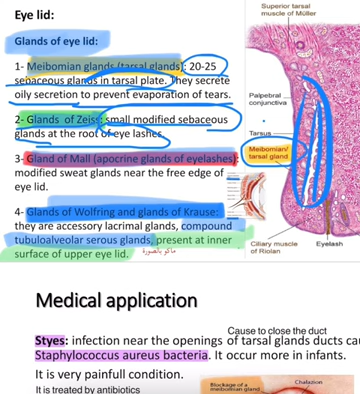 Eye lid:
Glands of eye lid:
1- Meibomian glands (tarsal glands): 20-25
sebaceous glands in tarsal plate. They secrete
oily secretion to prevent evaporation of tears.
2- Glands of Zeiss: small modified sebaceous
glands at the root of eye lashes.
3- Gland of Mall (apocrine glands of eyelashes):
modified sweat glands near the free edge of
eye lid.
4- Glands of Wolfring and glands of Krause:
they are accessory lacrimal glands, compound
tubuloalveolar serous glands, present at inner
surface of upper eye lid.
ماكو بالصورة
Superior tarsal
muscle of Müller
Palpebral
conjunctiva
Tarsus
Meibomian/
tarsal gland
Ciliary muscle
of Riolan
Eyelash
Medical application
Cause to close the duct
Styes: infection near the openings of tarsal glands ducts
Staphylococcus aureus bacteria. It occur more in infants.
It is very painfull condition.
It is treated by antibiotics
Blockage of a
meibomian gland
Chalazion